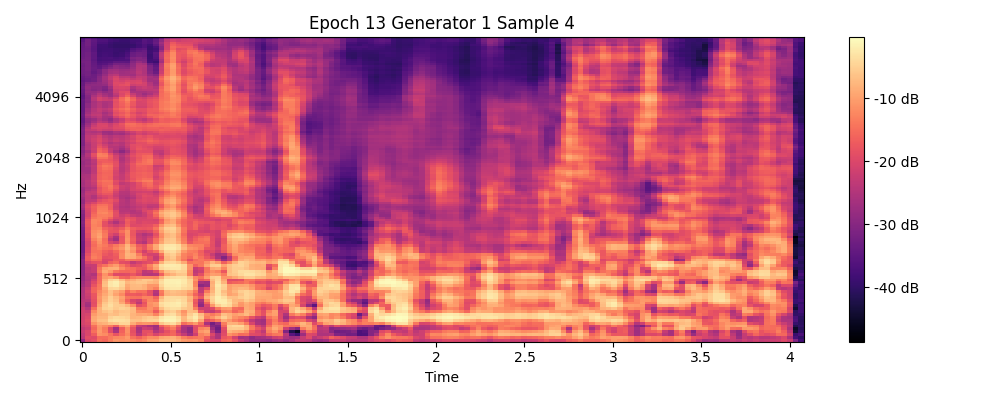 Epoch 13 Generator 1 Sample 4
Hz
4096
2048
1024
512
0
0 0.5 1 1.5 2 2.5 3 3.5 4
Time
-10 dB
-20 dB
-30 dB
-40 dB